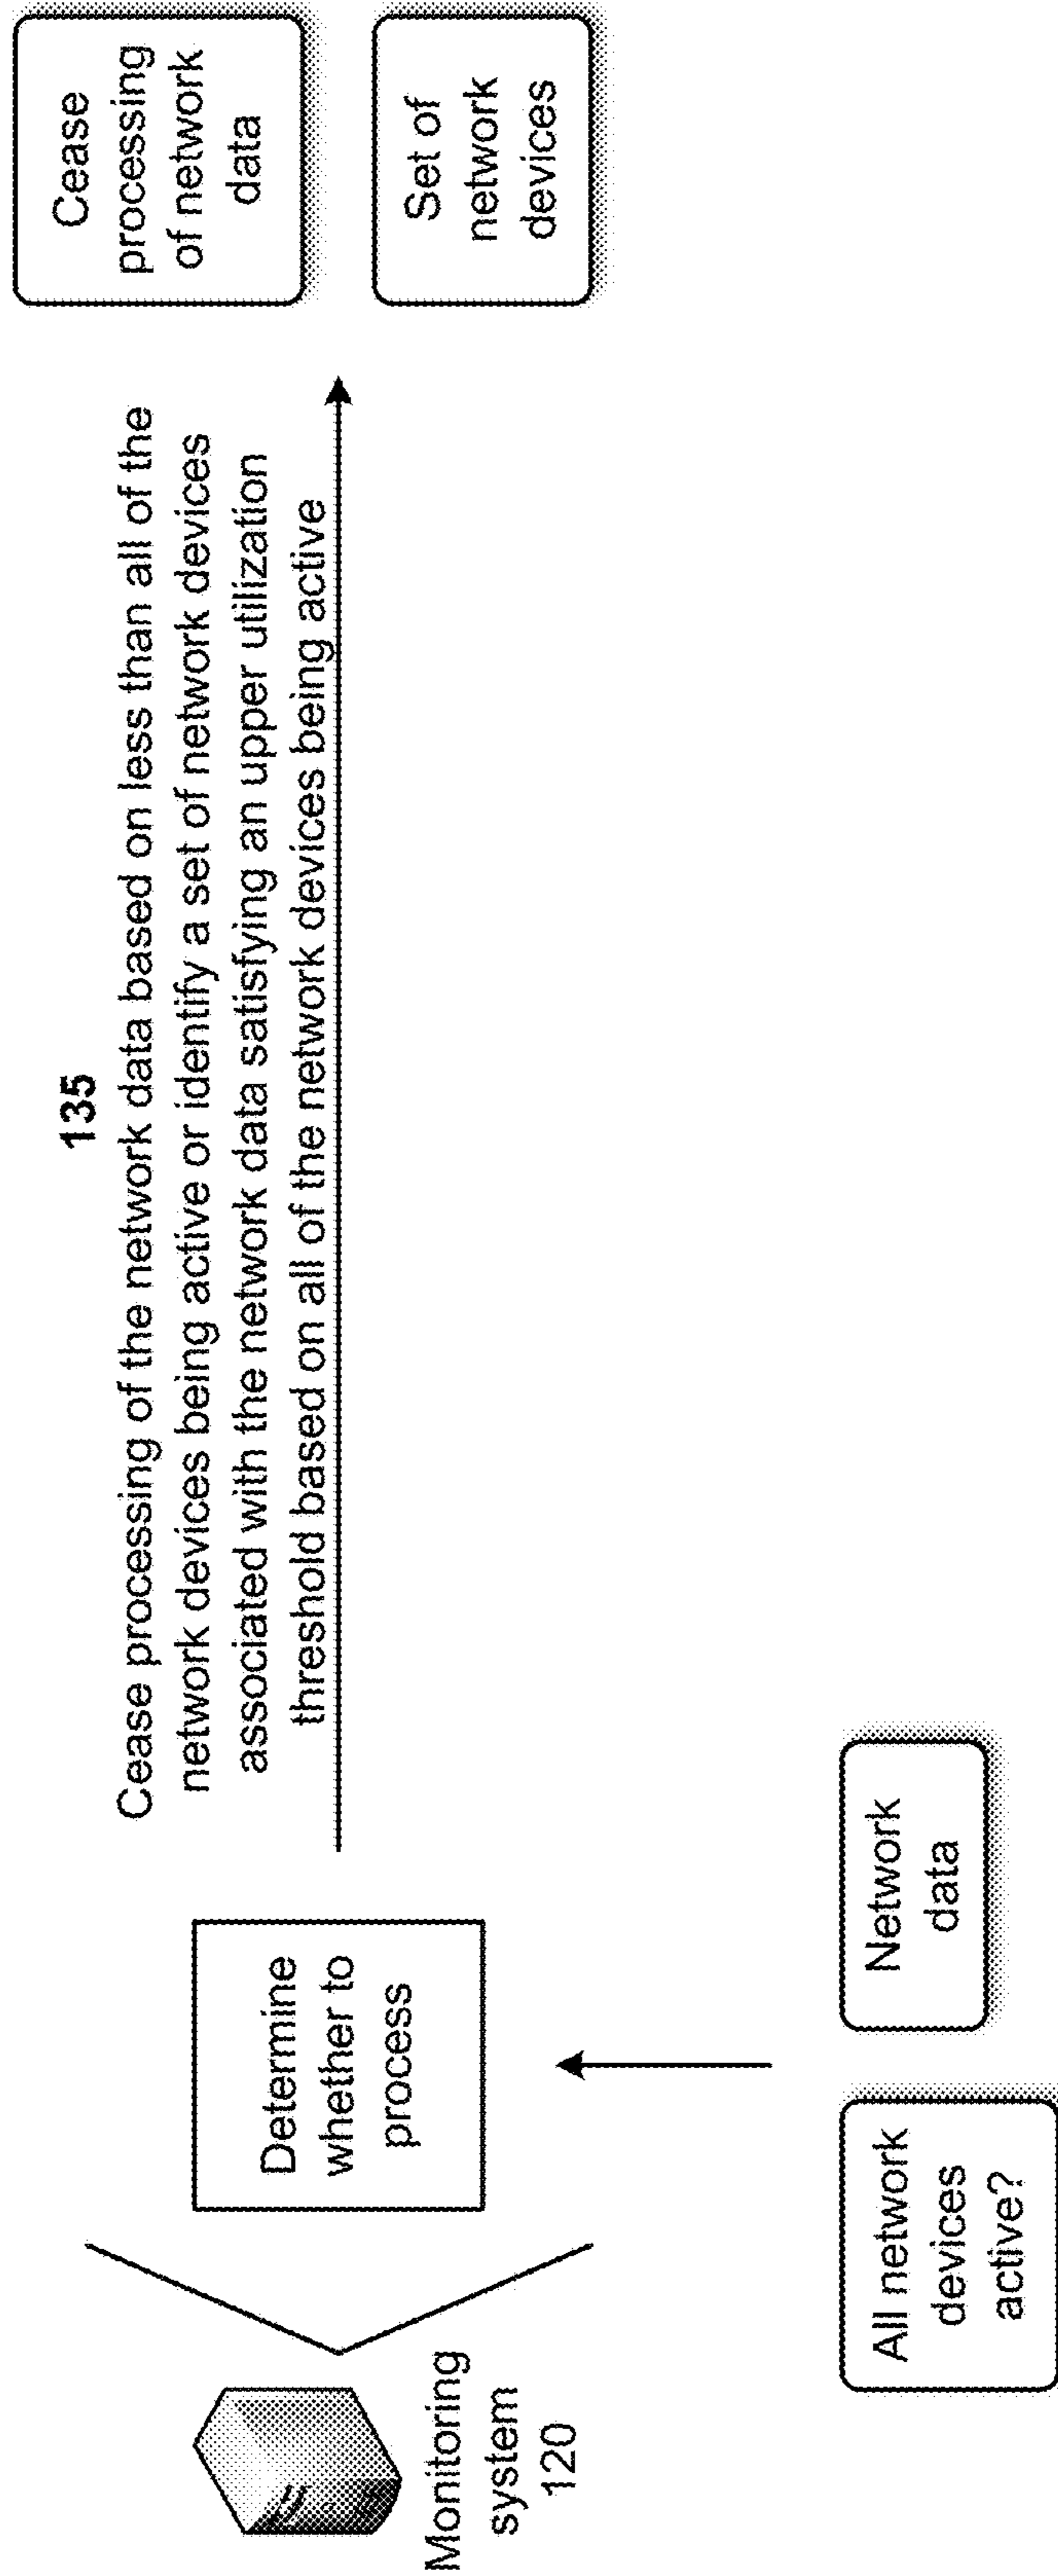 135
Cease processing of the network data based on less than all of the
network devices being active or identify a set of network devices
associated with the network data satisfying an upper utilization
threshold based on all of the network devices being active
Cease
processing
of network
data
Set of
network
devices
Determine
whether to
process
Monitoring
system
120
Network
data
All network
devices
active?